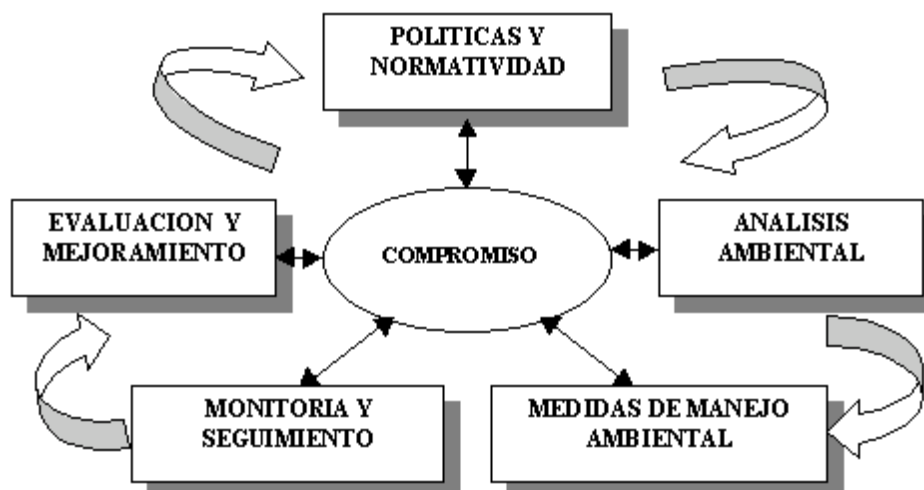 POLITICAS Y
NORMATIVIDAD
EVALUACION Y
MEJORAMIENTO
COMPROMISO
ANALISIS
AMBIENTAL
MONITORIA Y
SEGUIMIENTO
MEDIDAS DE MANEJO
AMBIENTAL